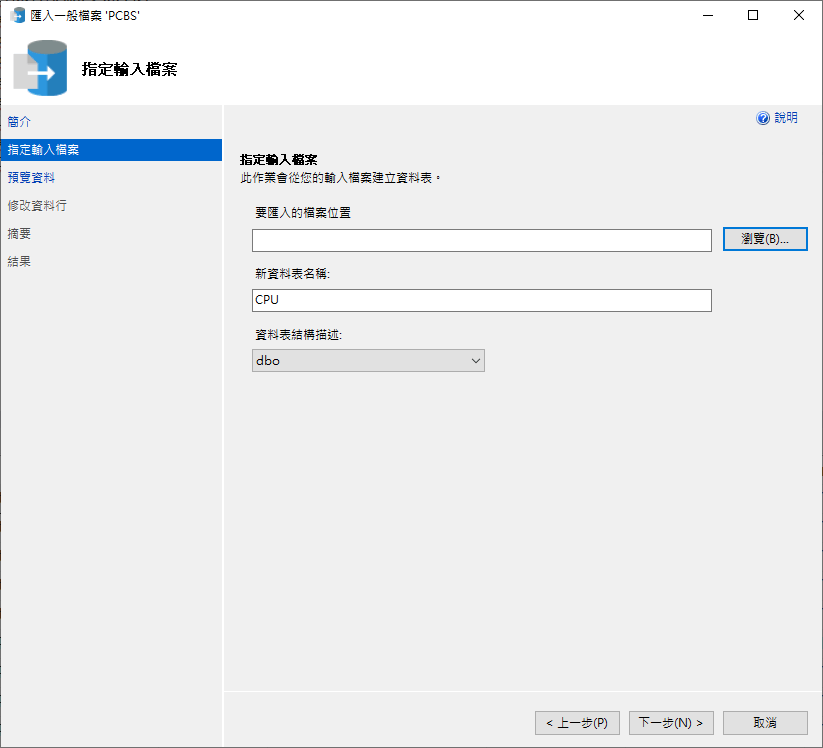 匯入一般檔案 'PCBS'
指定輸入檔案
簡介
指定輸入檔案
預覽資料
修改資料行
摘要
結果
說明
指定輸入檔案
此作業會從您的輸入檔案建立資料表。
要匯入的檔案位置
瀏覽(B)...
新資料表名稱:
CPU
資料表結構描述:
dbo
< 上一步(P)
下一步(N) >
取消